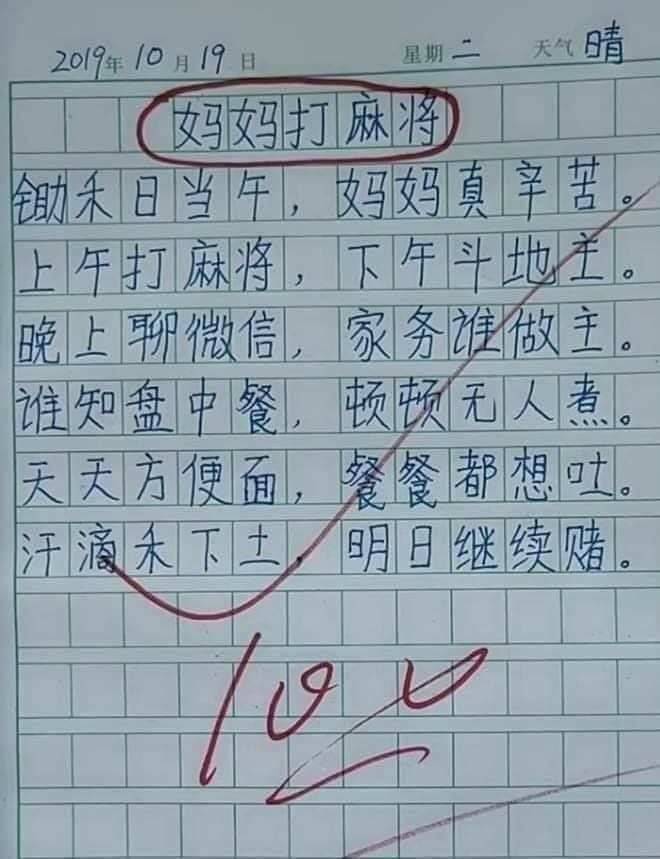 2019年10月19日 星期二 天气晴
妈妈打麻将
锄禾日当午，妈妈真辛苦。
上午打麻将，下午斗地主。
晚上聊微信，家务谁做主。
谁知盘中餐，顿顿无人煮。
天天方便面，餐餐都想吐。
汗滴禾下土，明日继续赌。
100